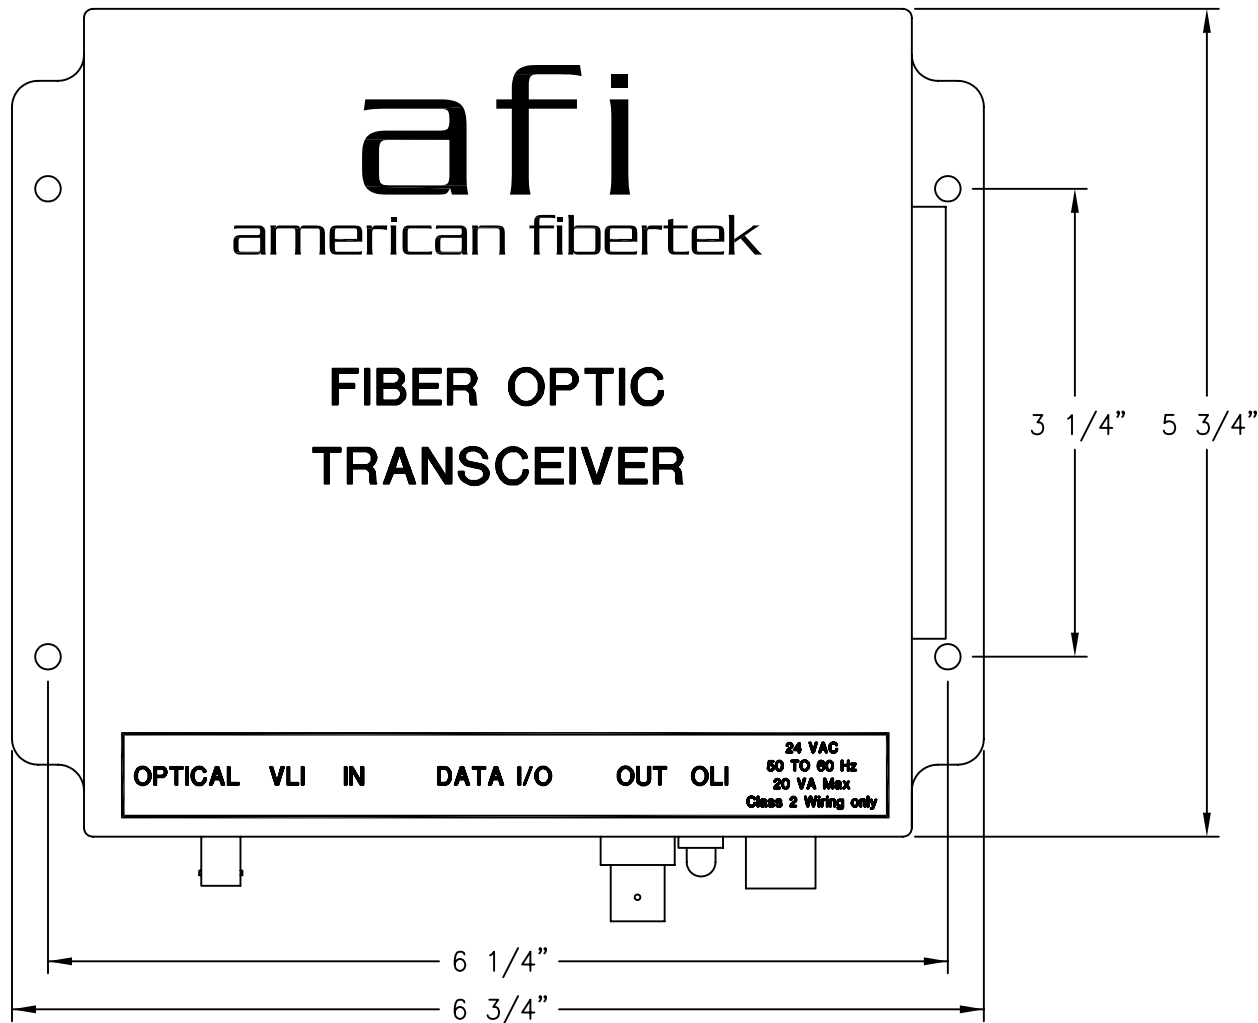 afi
american fibertek
FIBER OPTIC
TRANSCEIVER
3 1/4”
5 3/4”
OPTICAL VLI IN DATA I/O OUT OLI
24 VAC
50 TO 60 Hz
20 VA Max
Class 2 Wiring only
6 1/4”
6 3/4”